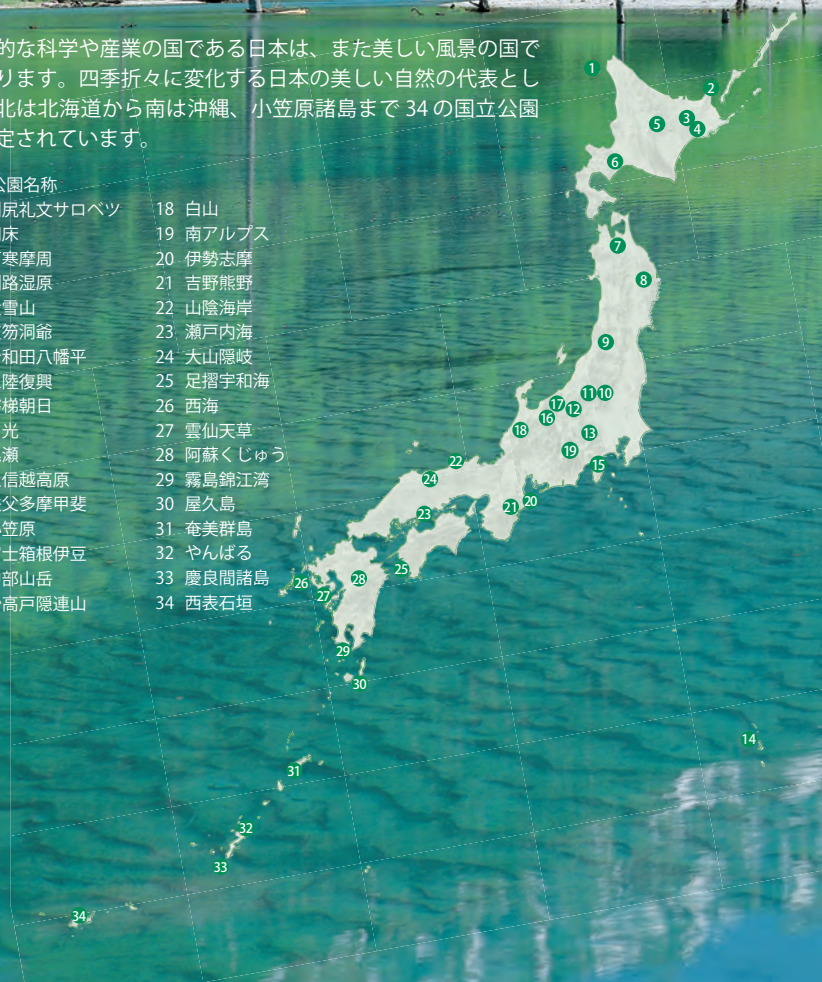 的な科学や産業の国である日本は、また美しい風景の国で
ります。四季折々に変化する日本の美しい自然の代表とし
北は北海道から南は沖縄、小笠原諸島まで 34 の国立公園
定されています。
公園名称
尻礼文サロベツ
床
寒摩周
路湿原
雪山
笏洞爺
和田八幡平
陸復興
梯朝日
光
瀬
信越高原
父多摩甲斐
笠原
士箱根伊豆
部山岳
高戸隠連山
18 白山
19 南アルプス
20 伊勢志摩
21 吉野熊野
22 山陰海岸
23 瀬戸内海
24 大山隠岐
25 足摺宇和海
26 西海
27 雲仙天草
28 阿蘇くじゅう
29 霧島錦江湾
30 屋久島
31 奄美群島
32 やんばる
33 慶良間諸島
34 西表石垣
1
2
3
4
5
6
7
8
9
11 10
17
12
16
18
13
19
15
22
24
23
21
20
25
28
26
27
29
30
14
31
32
33
34